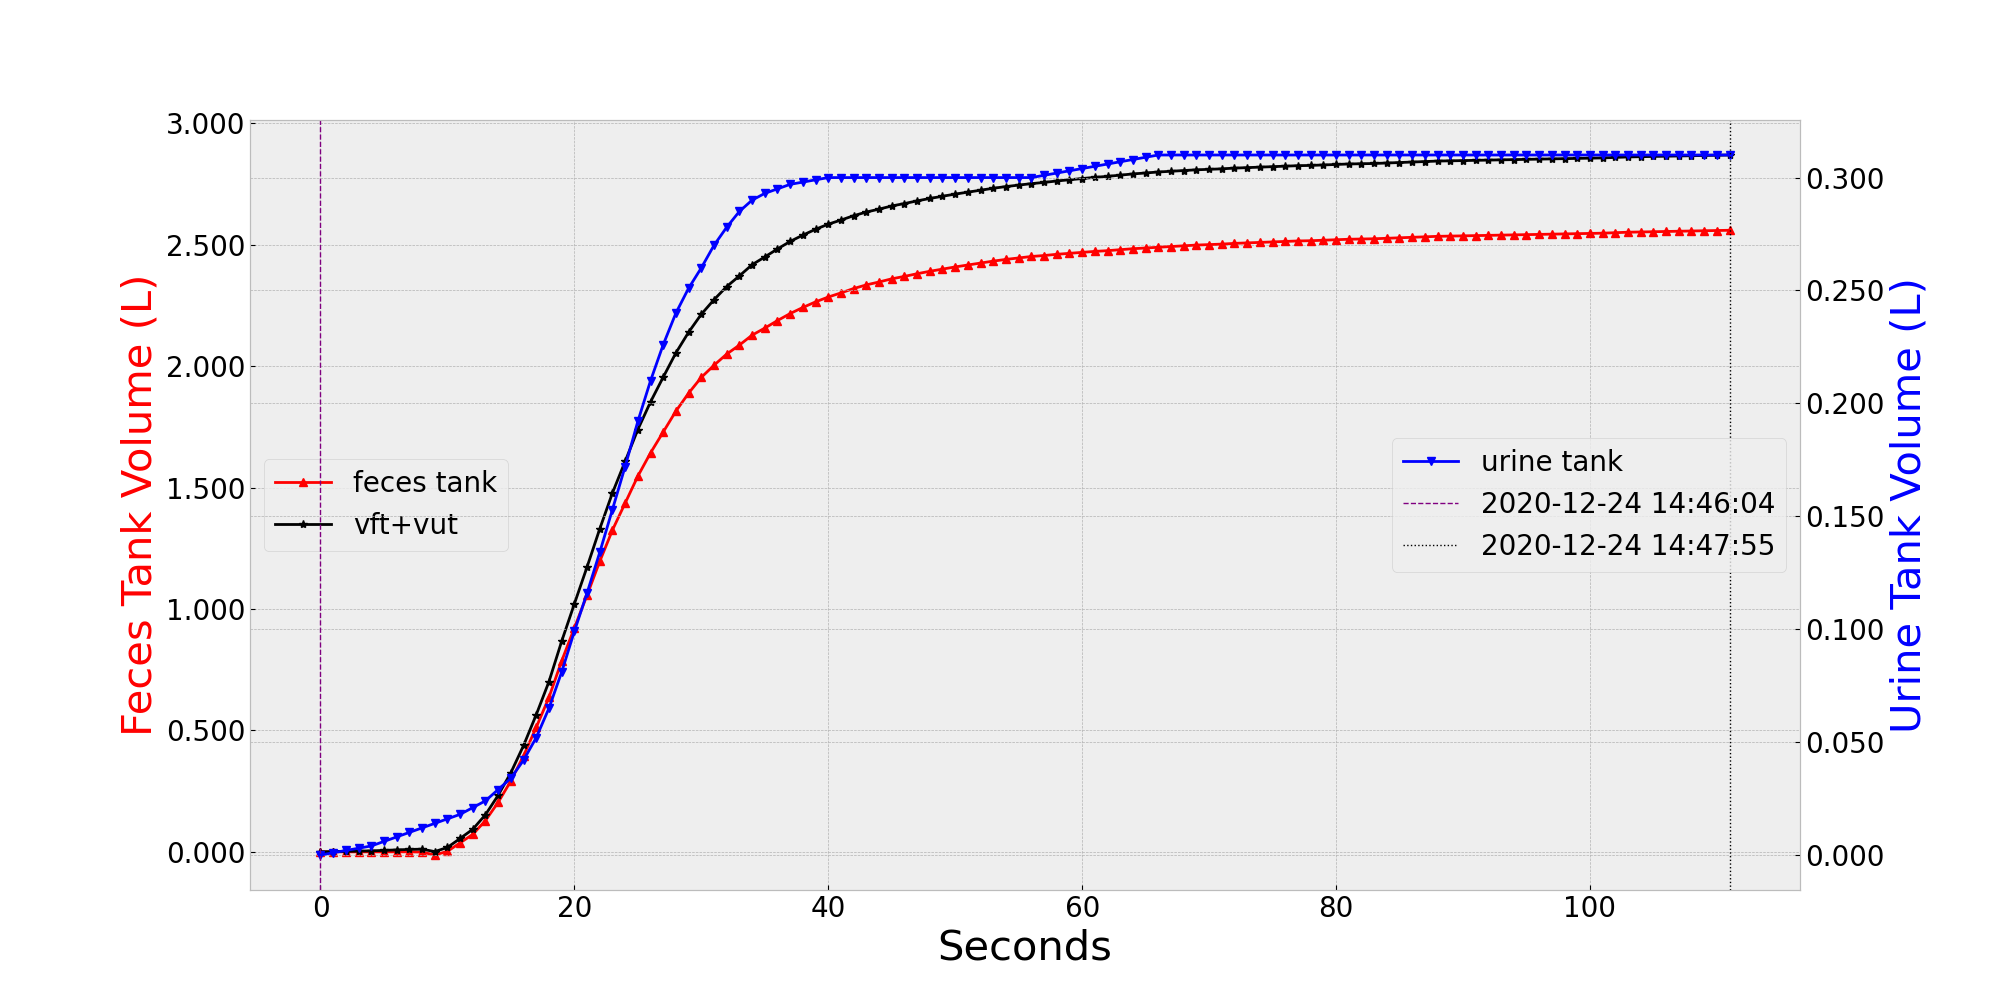 3.000
2.500
2.000
1.500
1.000
0.500
0.000
Feces Tank Volume (L)
feces tank
vft+vut
urine tank
2020-12-24 14:46:04
2020-12-24 14:47:55
0.300
0.250
0.200
0.150
0.100
0.050
0.000
Urine Tank Volume (L)
0 20 40 60 80 100
Seconds